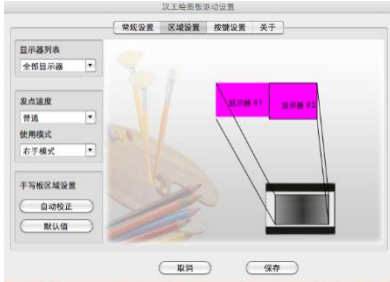 汉王绘图板驱动设置
常规设置 区域设置 按键设置 关于
显示器列表
全部显示器
发点速度
普通
使用模式
右手模式
手写板区域设置
自动校正
默认值
显示器 #1 显示器 #2
取消 保存